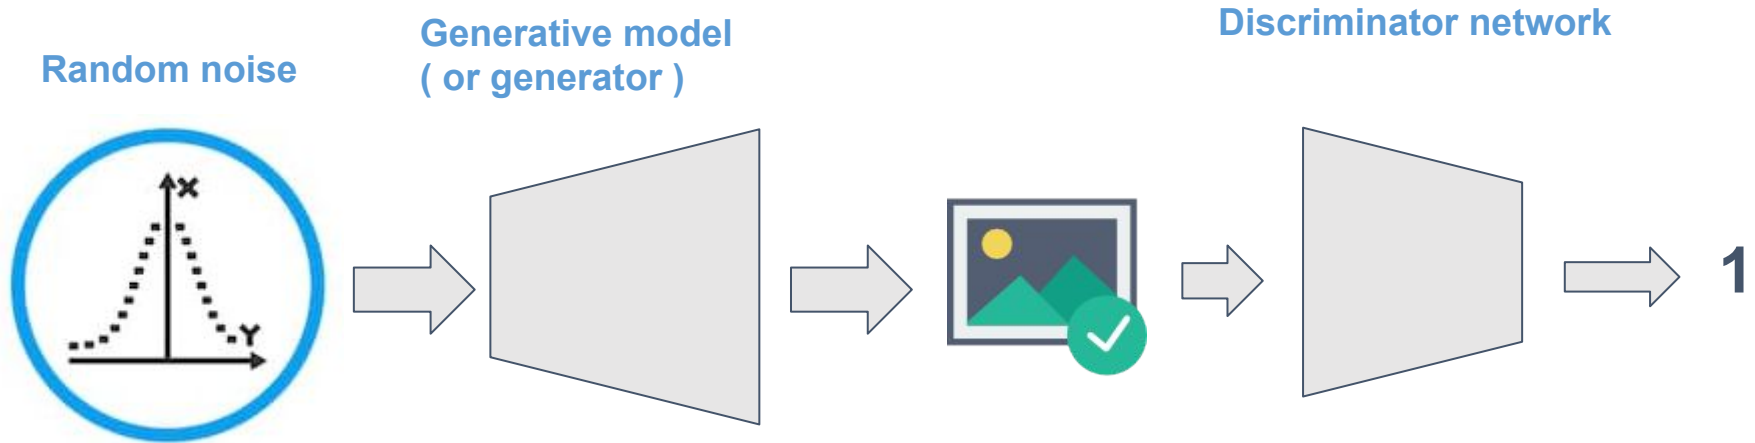 Random noise
Generative model
( or generator )
Discriminator network
X
Y
1